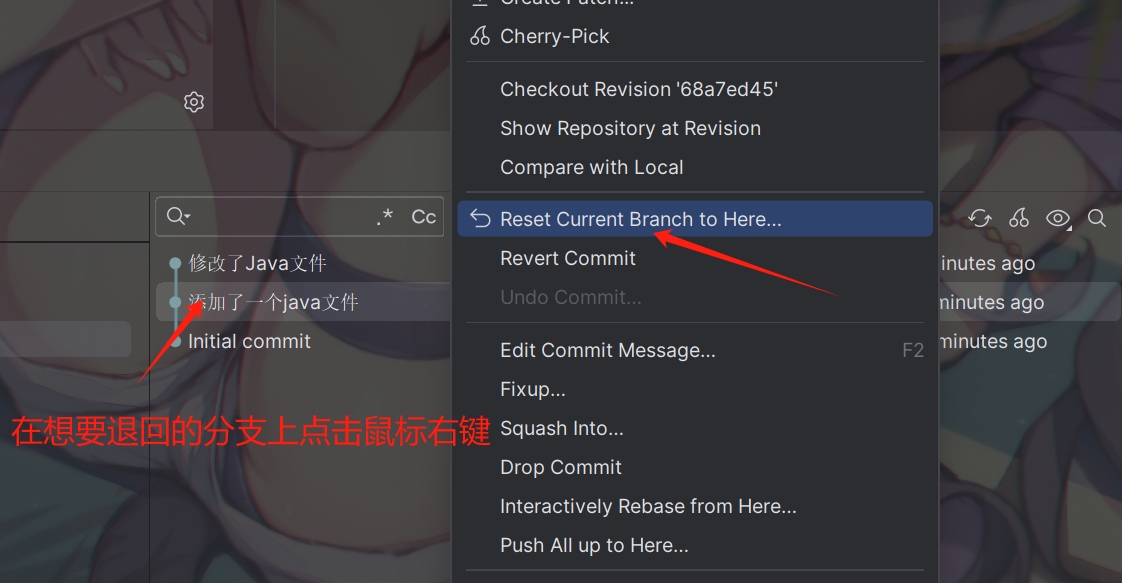 Create Patch...
Cherry-Pick
Checkout Revision '68a7ed45'
Show Repository at Revision
Compare with Local
.* Cc
Reset Current Branch to Here...
Revert Commit
修改了Java文件
inutes ago
添加了一个java文件
Undo Commit...
minutes ago
Initial commit
minutes ago
Edit Commit Message... F2
Fixup...
在想要退回的分支上点击鼠标右键
Squash Into...
Drop Commit
Interactively Rebase from Here...
Push All up to Here...